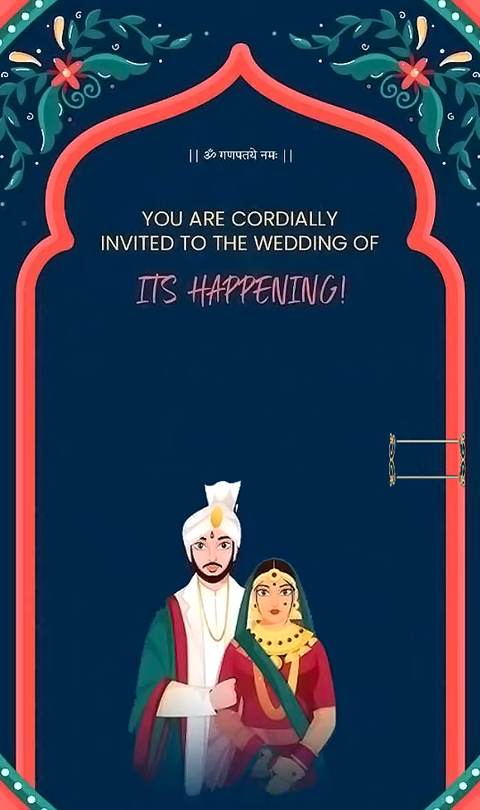 || ॐ गणपतये नमः ||
YOU ARE CORDIALLY
INVITED TO THE WEDDING OF
ITS HAPPENING!